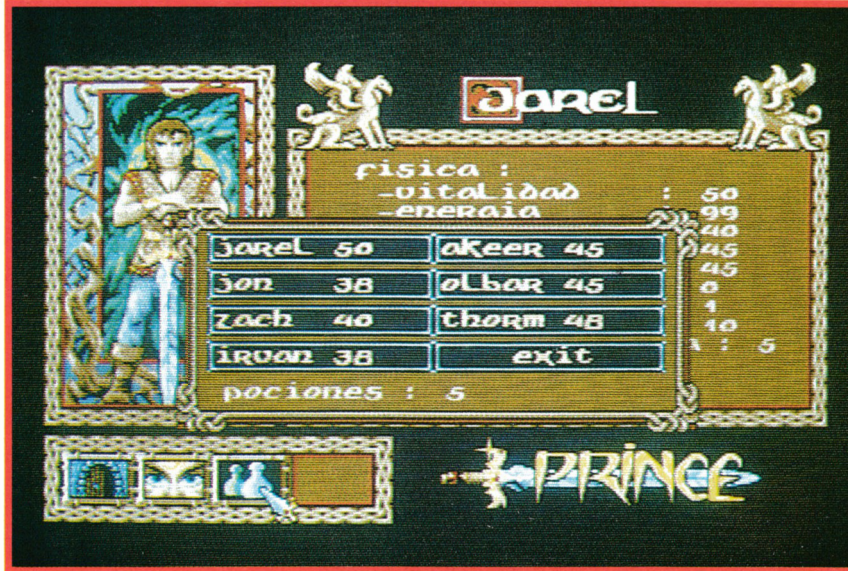 JAREL
fisica :
-vitalidad : 50
-eneraia 99
40
45
45
0
1
10
: 5
jarel 50
akeer 45
jon 38
olbar 45
zach 40
thorm 48
irvan 38
exit
pociones : 5
PRINCE